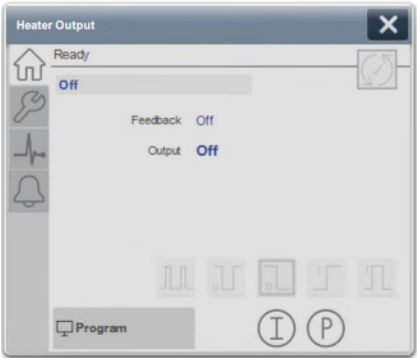 Heater Output
Ready
Off
Feedback Off
Output Off
Program
I P